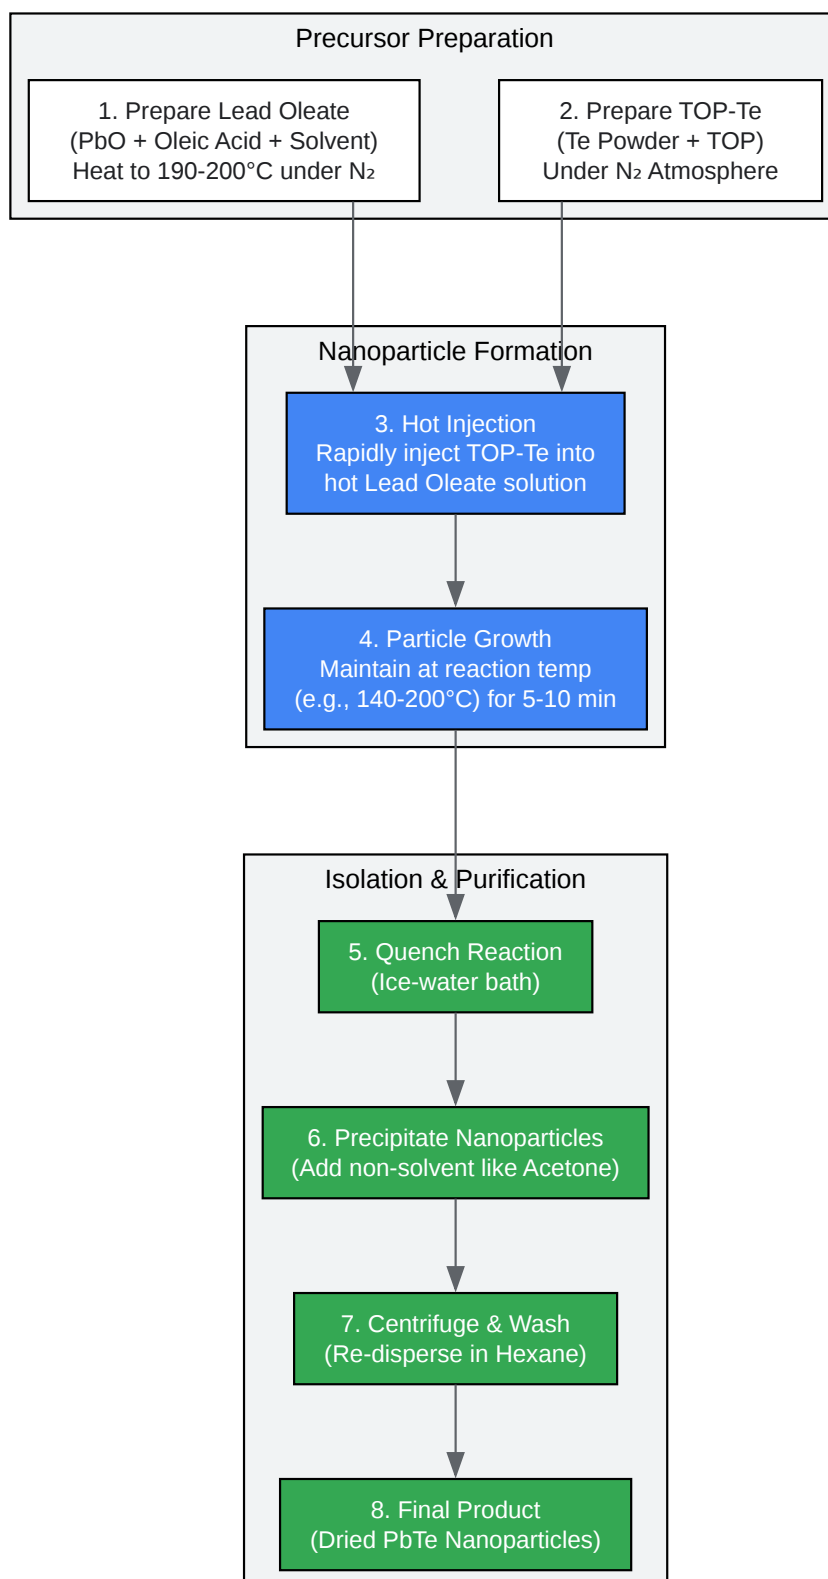 Precursor Preparation
1. Prepare Lead Oleate
(PbO + Oleic Acid + Solvent)
Heat to 190-200°C under N₂
2. Prepare TOP-Te
(Te Powder + TOP)
Under N₂ Atmosphere
Nanoparticle Formation
3. Hot Injection
Rapidly inject TOP-Te into
hot Lead Oleate solution
4. Particle Growth
Maintain at reaction temp
(e.g., 140-200°C) for 5-10 min
Isolation & Purification
5. Quench Reaction
(Ice-water bath)
6. Precipitate Nanoparticles
(Add non-solvent like Acetone)
7. Centrifuge & Wash
(Re-disperse in Hexane)
8. Final Product
(Dried PbTe Nanoparticles)